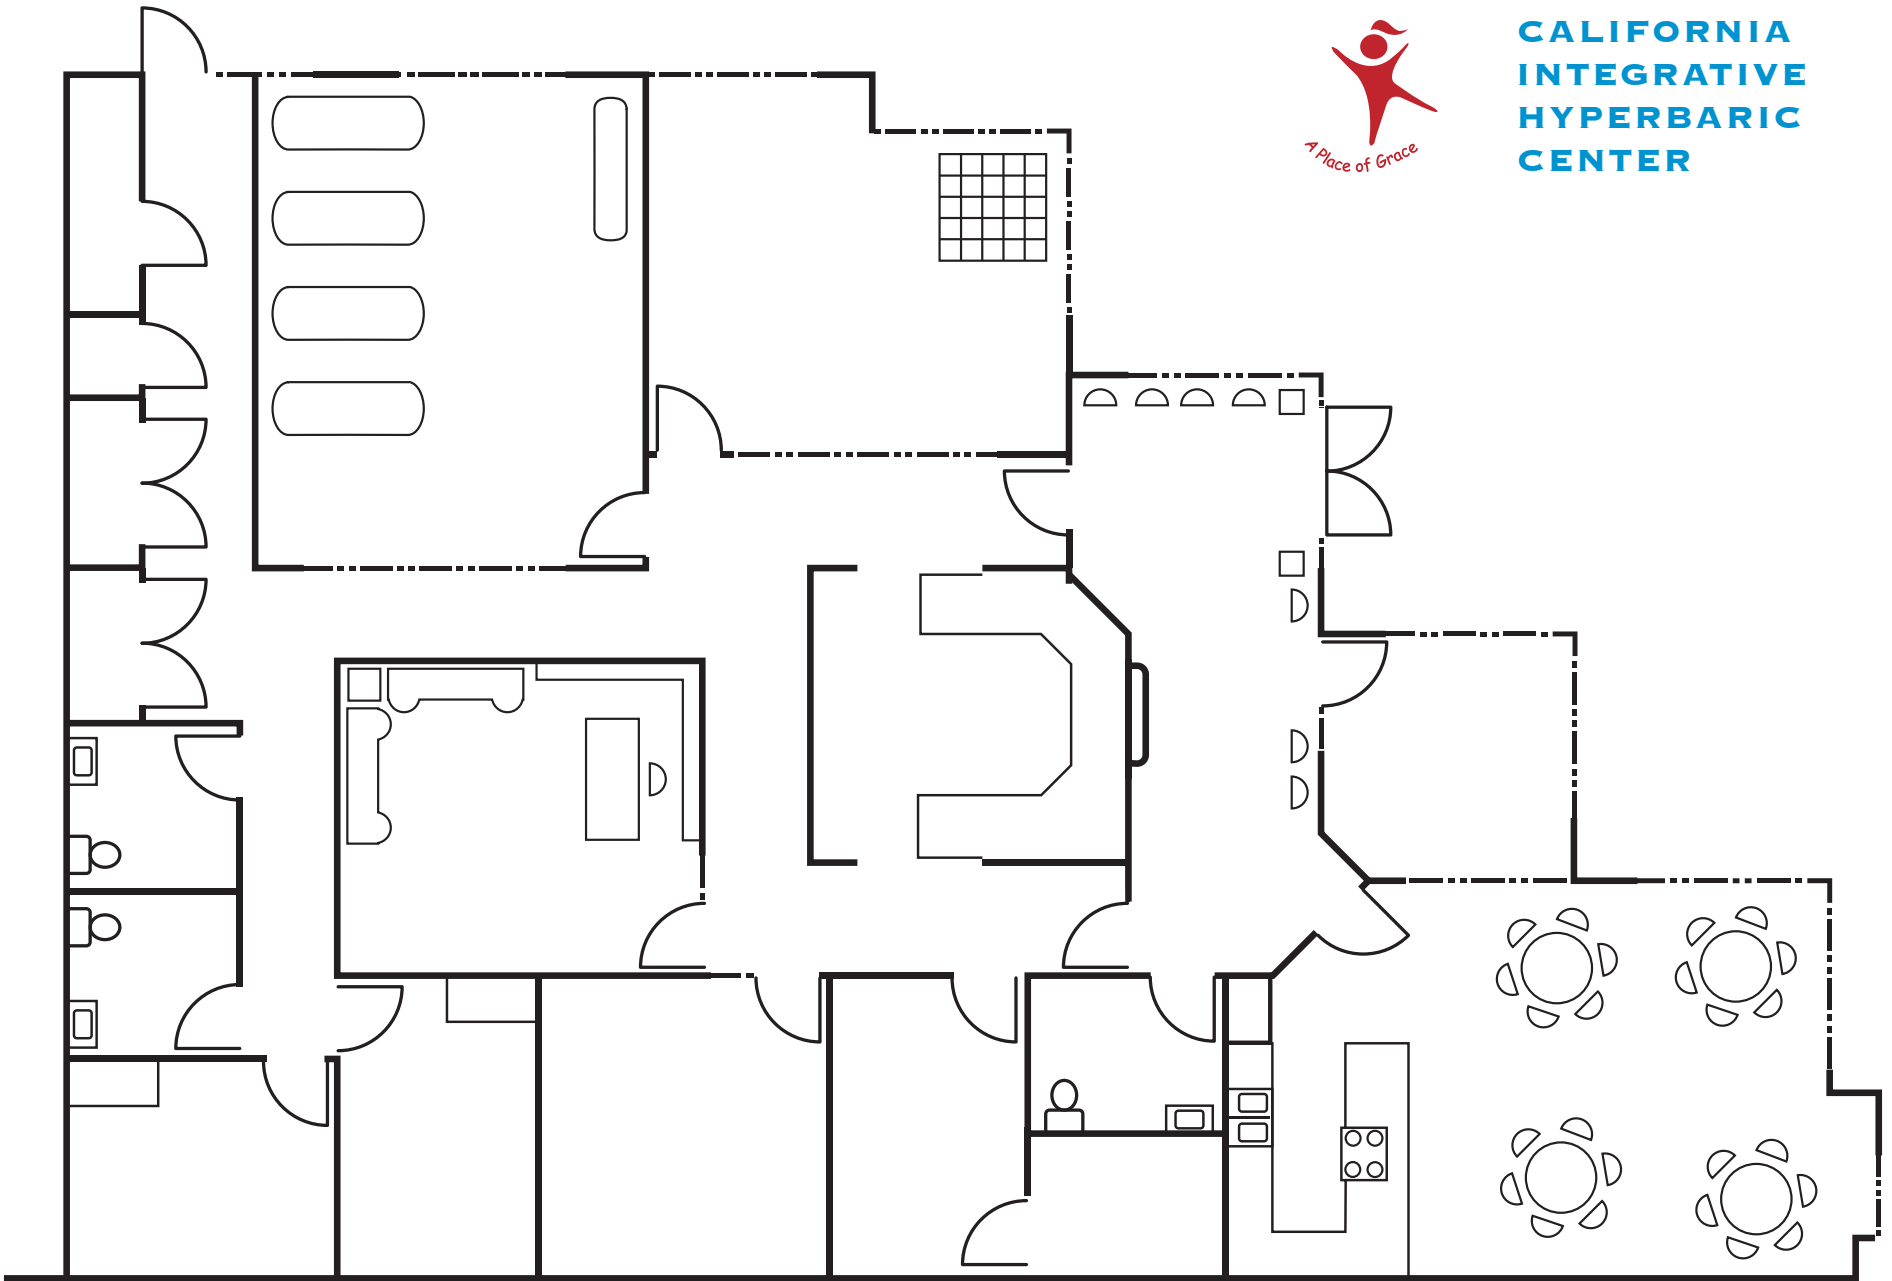 CALIFORNIA
INTEGRATIVE
HYPERBARIC
CENTER
A Place of Grace